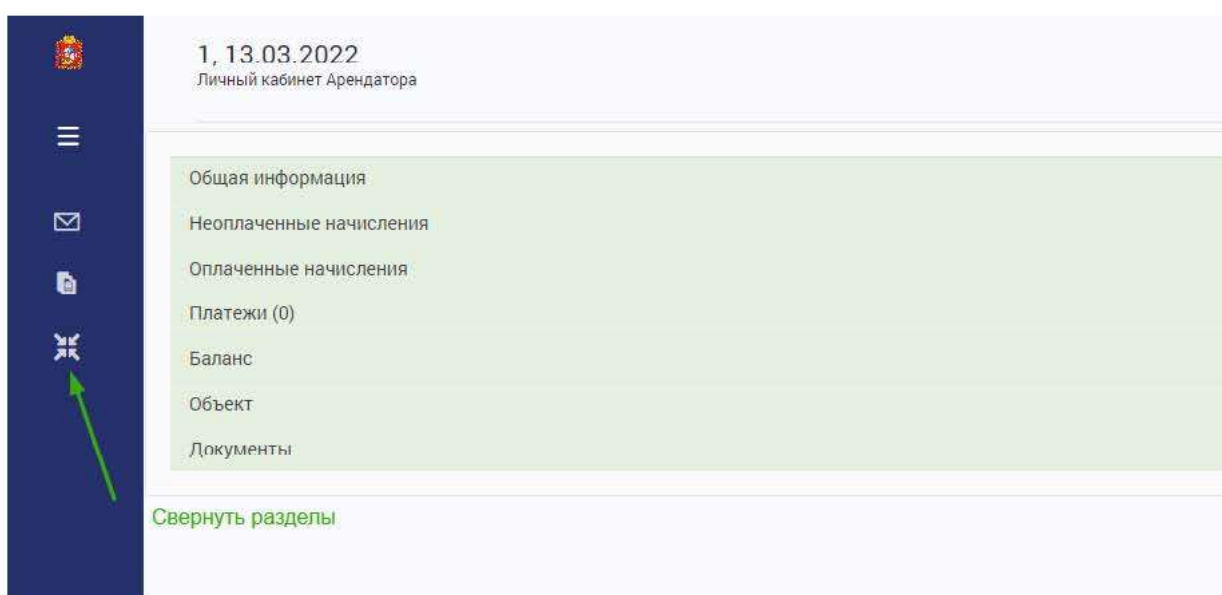 1, 13.03.2022
Личный кабинет Арендатора
Общая информация
Неоплаченные начисления
Оплаченные начисления
Платежи (0)
Баланс
Объект
Документы
Свернуть разделы